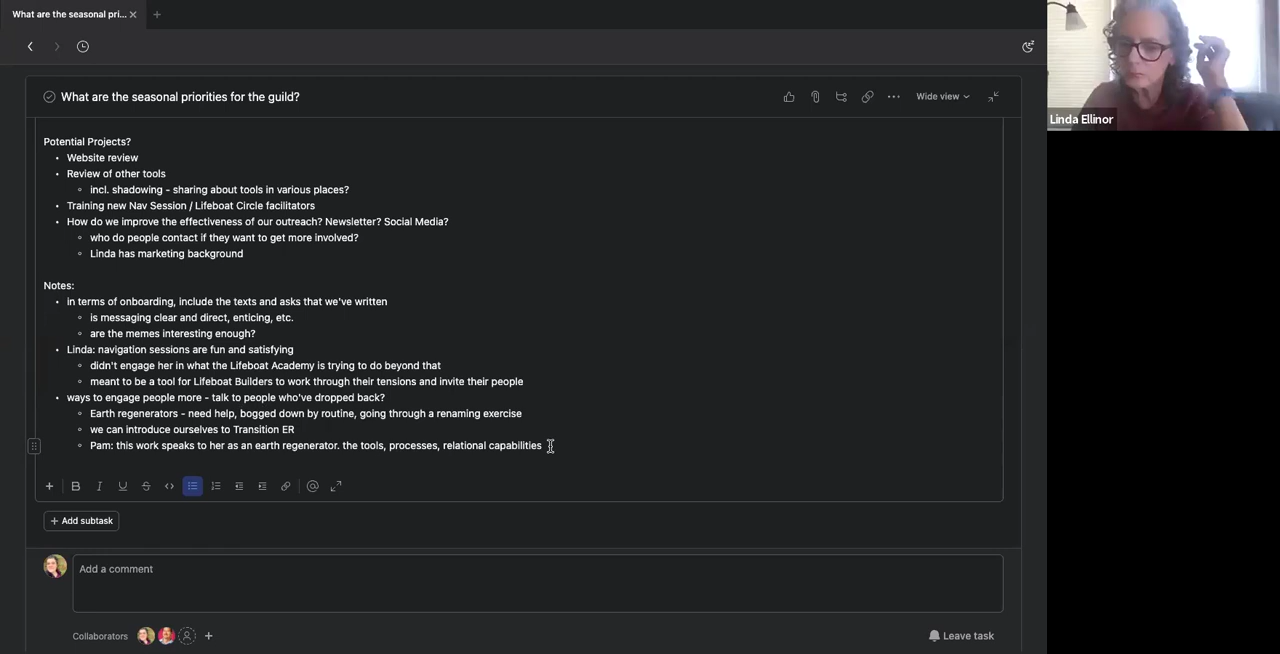 What are the seasonal pri...
What are the seasonal priorities for the guild?
Wide view
Linda Ellinor
Potential Projects?
Website review
Review of other tools
incl. shadowing - sharing about tools in various places?
Training new Nav Session / Lifeboat Circle facilitators
How do we improve the effectiveness of our outreach? Newsletter? Social Media?
who do people contact if they want to get more involved?
Linda has marketing background
Notes:
in terms of onboarding, include the texts and asks that we've written
is messaging clear and direct, enticing, etc.
are the memes interesting enough?
Linda: navigation sessions are fun and satisfying
didn't engage her in what the Lifeboat Academy is trying to do beyond that
meant to be a tool for Lifeboat Builders to work through their tensions and invite their people
ways to engage people more - talk to people who've dropped back?
Earth regenerators - need help, bogged down by routine, going through a renaming exercise
we can introduce ourselves to Transition ER
Pam: this work speaks to her as an earth regenerator. the tools, processes, relational capabilities
Add subtask
Add a comment
Collaborators
Leave task